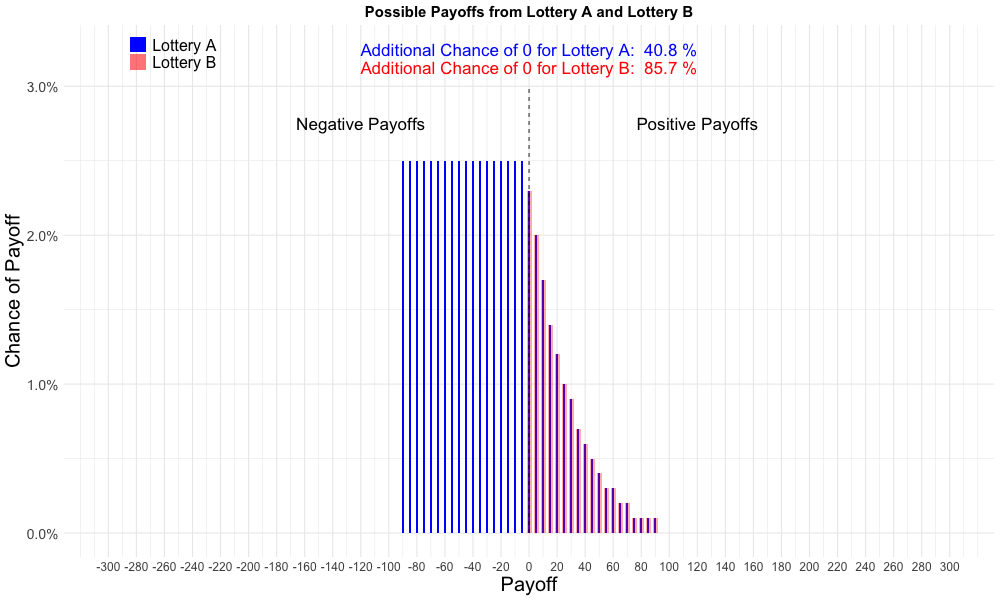 Possible Payoffs from Lottery A and Lottery B
Lottery A
Lottery B
Additional Chance of 0 for Lottery A:  40.8 %
Additional Chance of 0 for Lottery B:  85.7 %
Negative Payoffs
Positive Payoffs
3.0%
2.0%
1.0%
0.0%
Chance of Payoff
-300 -280 -260 -240 -220 -200 -180 -160 -140 -120 -100 -80 -60 -40 -20 0 20 40 60 80 100 120 140 160 180 200 220 240 260 280 300
Payoff